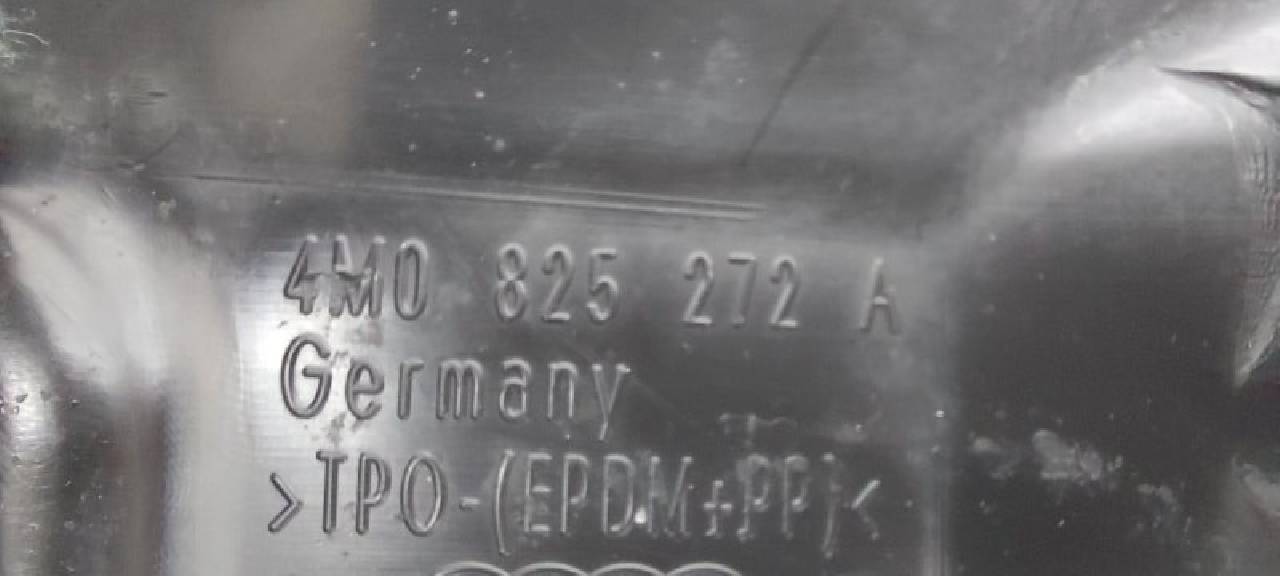 4M0 825 272 A
Germany
>TPO-(EPDM+PP)<